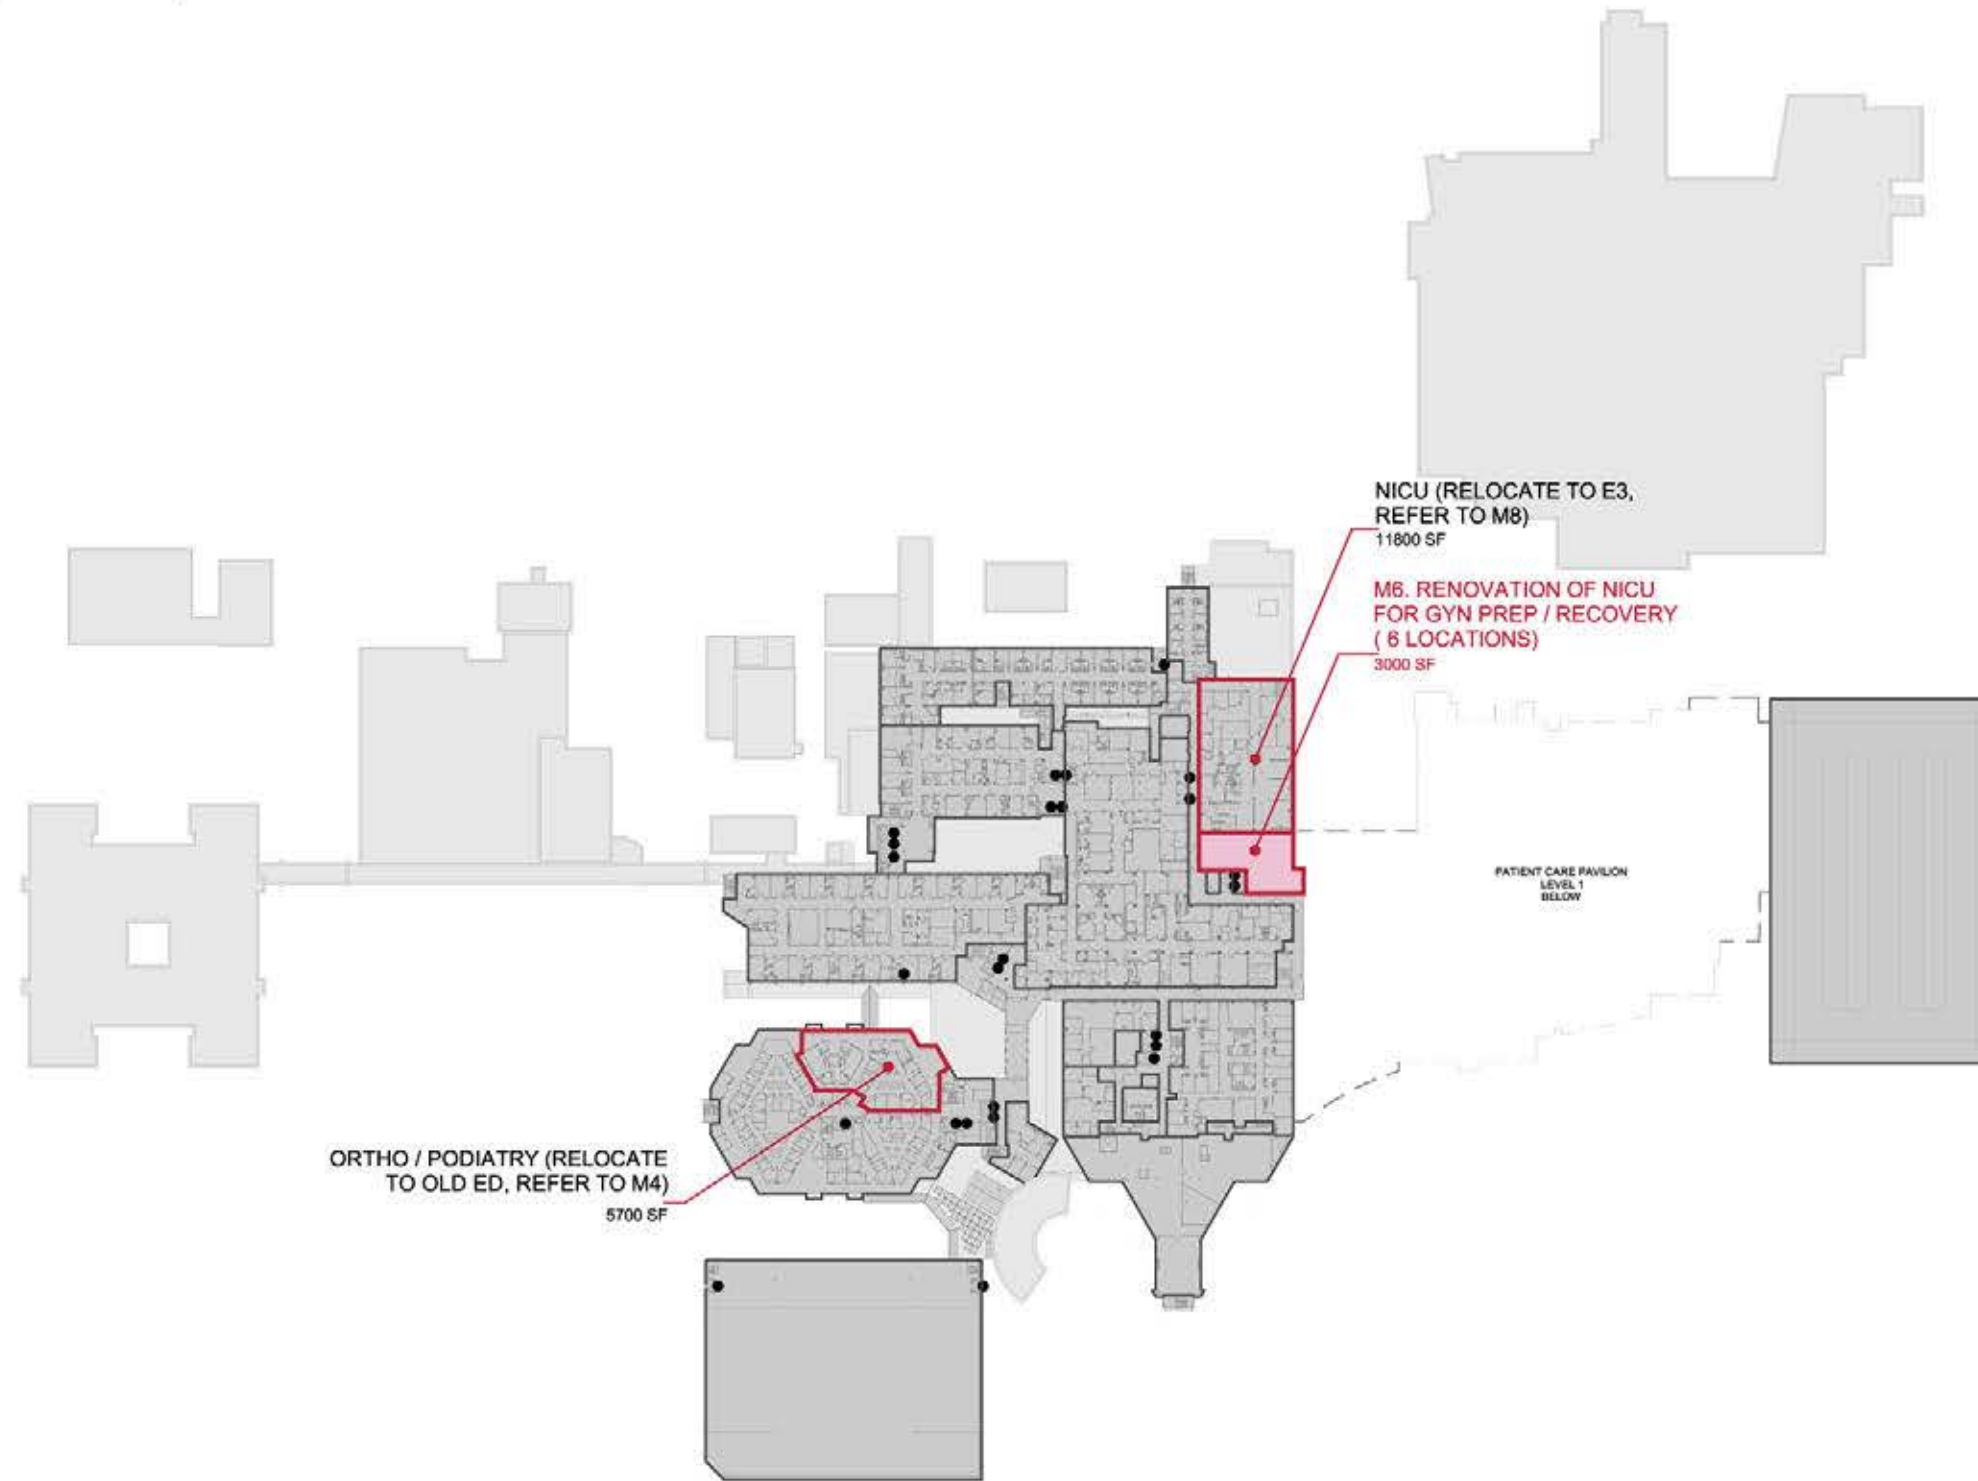 NICU (RELOCATE TO E3,
REFER TO M8)
11800 SF
M6. RENOVATION OF NICU
FOR GYN PREP / RECOVERY
( 6 LOCATIONS)
3000 SF
PATIENT CARE PAVILION
LEVEL 1
BELOW
ORTHO / PODIATRY (RELOCATE
TO OLD ED, REFER TO M4)
5700 SF